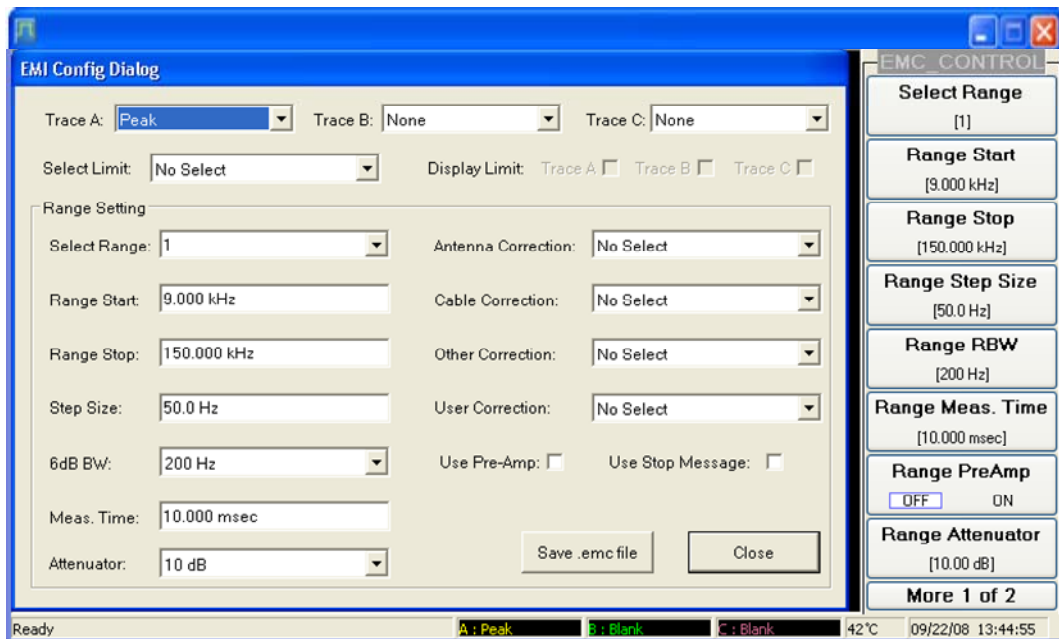 EMI Config Dialog
Trace A: Peak Trace B: None Trace C: None
Select Limit: No Select Display Limit: Trace A Trace B Trace C
Range Setting
Select Range: 1 Antenna Correction: No Select
Range Start: 9.000 kHz Cable Correction: No Select
Range Stop: 150.000 kHz Other Correction: No Select
Step Size: 50.0 Hz User Correction: No Select
6dB BW: 200 Hz Use Pre-Amp: Use Stop Message:
Meas. Time: 10.000 msec
Attenuator: 10 dB Save .emc file Close
EMC_CONTROL
Select Range
[1]
Range Start
[9.000 kHz]
Range Stop
[150.000 kHz]
Range Step Size
[50.0 Hz]
Range RBW
[200 Hz]
Range Meas. Time
[10.000 msec]
Range PreAmp
OFF ON
Range Attenuator
[10.00 dB]
More 1 of 2
Ready A : Peak B : Blank C : Blank 42°C 09/22/08 13:44:55